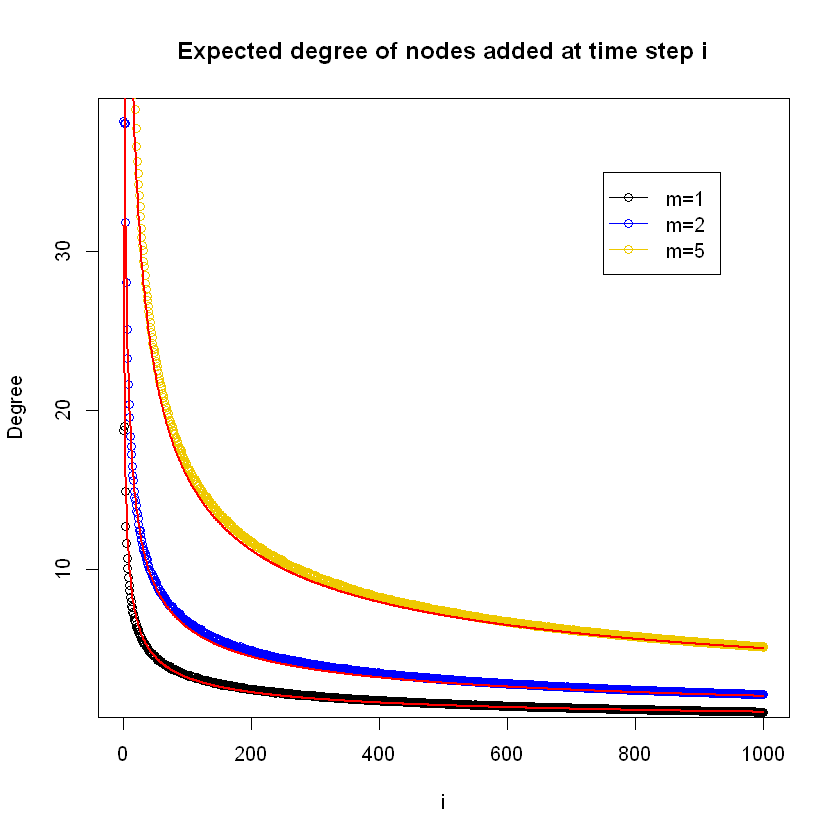 Expected degree of nodes added at time step i
Degree
30
20
10
m=1
m=2
m=5
0 200 400 600 800 1000
i